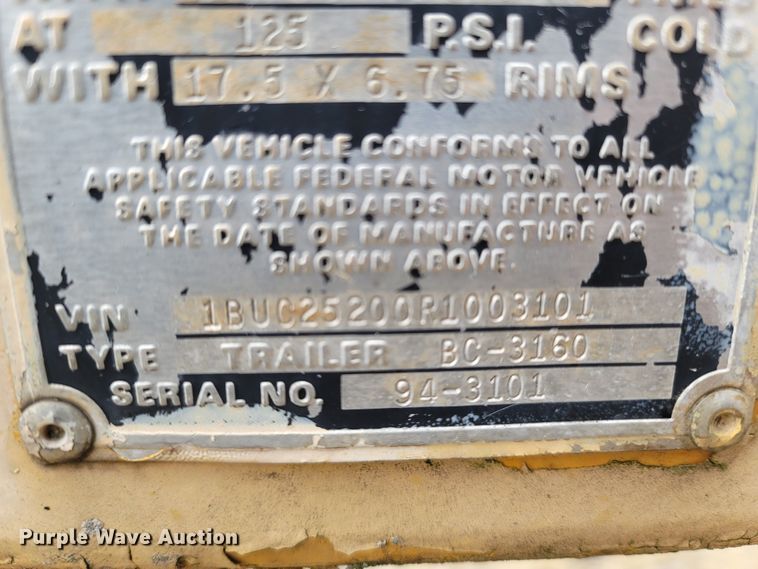 AT 125 P.S.I. COLD
WITH 17.5 X 6.75 RIMS
THIS VEHICLE CONFORMS TO ALL
APPLICABLE FEDERAL MOTOR VEHICLE
SAFETY STANDARDS IN EFFECT ON
THE DATE OF MANUFACTURE AS
SHOWN ABOVE.
VIN 1BUC25200R1003101
TYPE TRAILER BC-3160
SERIAL NO. 94-3101
Purple Wave Auction